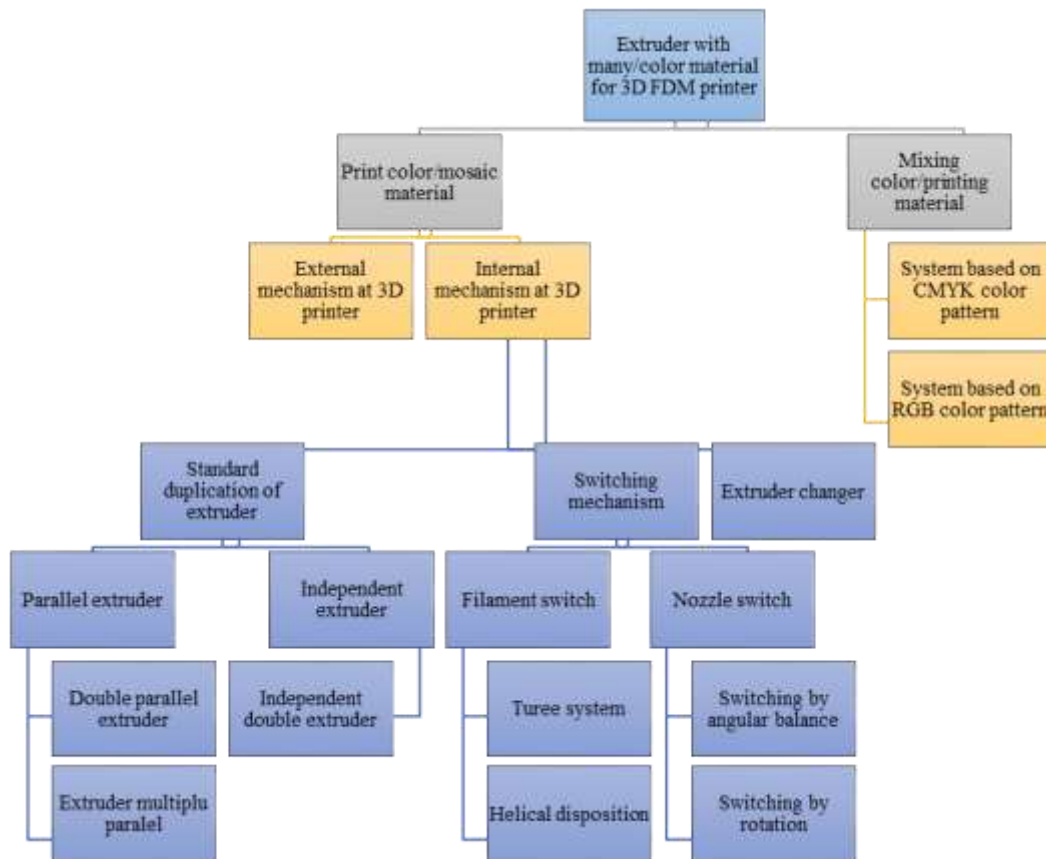 Extruder with
many/color material
for 3D FDM printer
Print color/mosaic
material
Mixing
color/printing
material
External
mechanism at 3D
printer
Internal
mechanism at 3D
printer
System based on
CMYK color
pattern
System based on
RGB color pattern
Standard
duplication of
extruder
Switching
mechanism
Extruder changer
Parallel extruder
Independent
extruder
Filament switch
Nozzle switch
Double parallel
extruder
Independent
double extruder
Turee system
Switching by
angular balance
Extruder multiplu
paralel
Helical disposition
Switching by
rotation